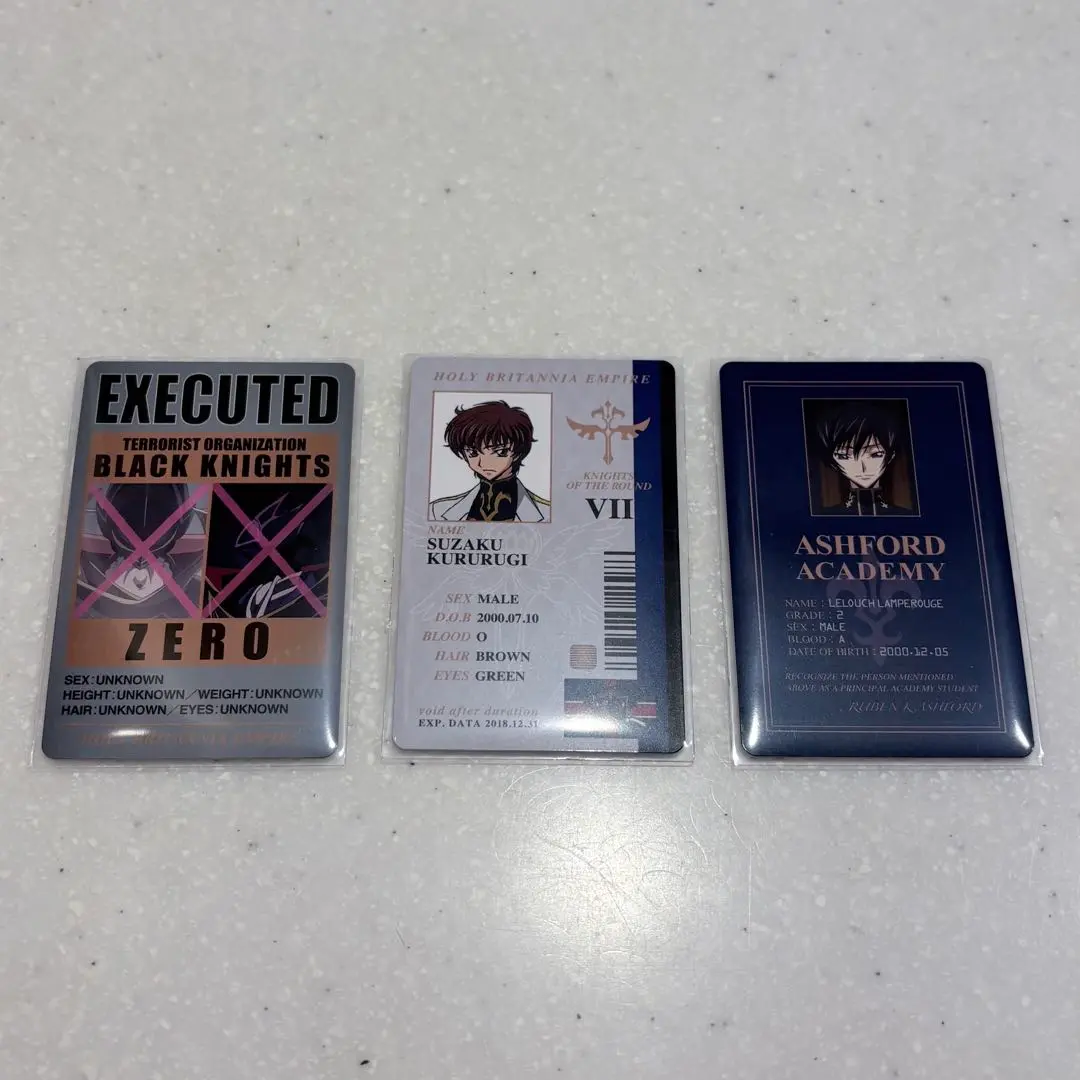 EXECUTED
TERRORIST ORGANIZATION
BLACK KNIGHTS
ZERO
SEX:UNKNOWN
HEIGHT:UNKNOWN/WEIGHT:UNKNOWN
HAIR:UNKNOWN/EYES:UNKNOWN
HOLY BRITANNIA EMPIRE
HOLY BRITANNIA EMPIRE
KNIGHTS
OF THE ROUND
VII
NAME
SUZAKU
KURURUGI
SEX MALE
D.O.B 2000.07.10
BLOOD O
HAIR BROWN
EYES GREEN
void after duration
EXP. DATA 2018.12.31
ASHFORD
ACADEMY
NAME : LELOUCH LAMPEROUGE
GRADE : 2
SEX : MALE
BLOOD : A
DATE OF BIRTH : 2000-12-05
RECOGNIZE THE PERSON MENTIONED
ABOVE AS A PRINCIPAL ACADEMY STUDENT
RUBEN K ASHFORD